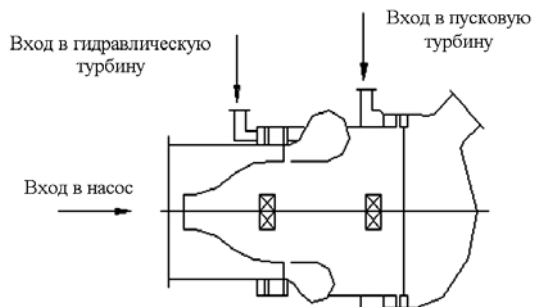 Вход в гидравлическую
турбину
Вход в пусковую
турбину
Вход в насос